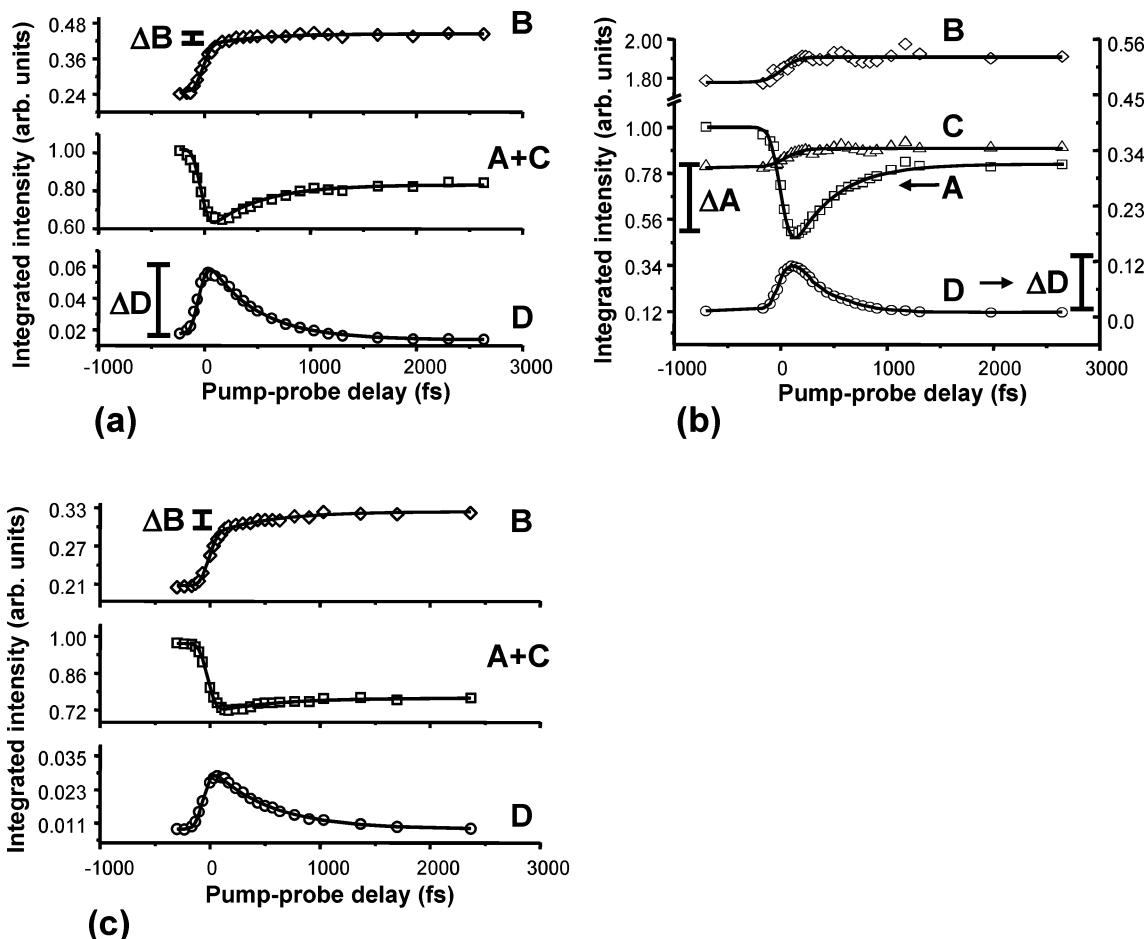 Integrated intensity (arb. units)
0.48
0.36
0.24
ΔB
B
1.00
0.80
0.60
A+C
0.06
0.04
0.02
ΔD
D
-1000 0 1000 2000 3000
Pump-probe delay (fs)
(a)
Integrated intensity (arb. units)
2.00
1.80
1.00
0.78
0.56
0.34
0.12
B
C
A
ΔA
D
ΔD
0.56
0.45
0.34
0.23
0.12
0.0
-1000 0 1000 2000 3000
Pump-probe delay (fs)
(b)
Integrated intensity (arb. units)
0.33
0.27
0.21
ΔB
B
1.00
0.86
0.72
A+C
0.035
0.023
0.011
D
-1000 0 1000 2000 3000
Pump-probe delay (fs)
(c)